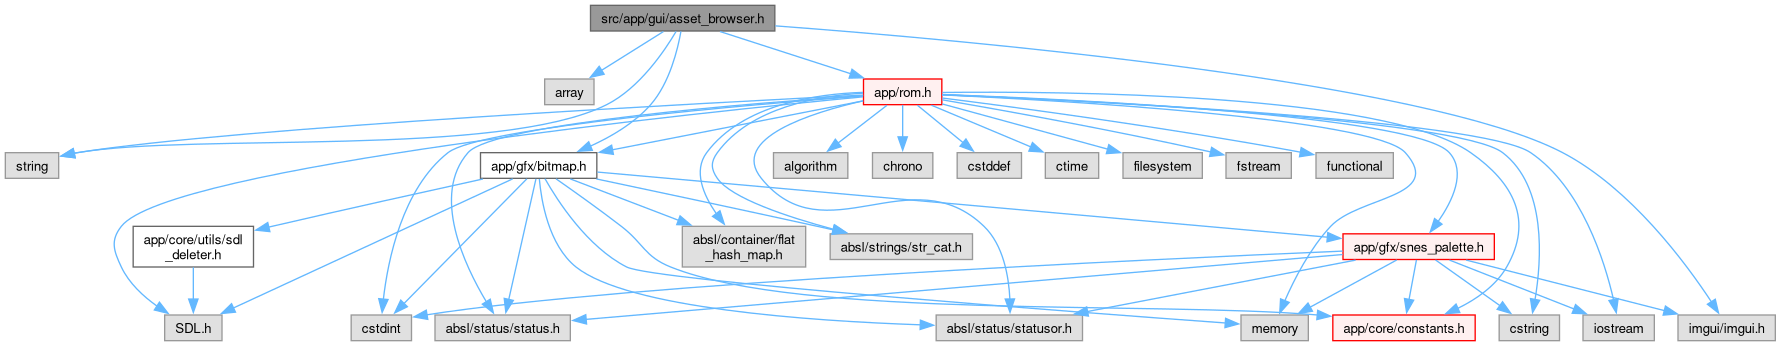 src/app/gui/asset_browser.h
array
app/rom.h
string
app/gfx/bitmap.h
algorithm
chrono
cstddef
ctime
filesystem
fstream
functional
app/core/utils/sdl
_deleter.h
absl/container/flat
_hash_map.h
absl/strings/str_cat.h
app/gfx/snes_palette.h
SDL.h
cstdint
absl/status/status.h
absl/status/statusor.h
memory
app/core/constants.h
cstring
iostream
imgui/imgui.h